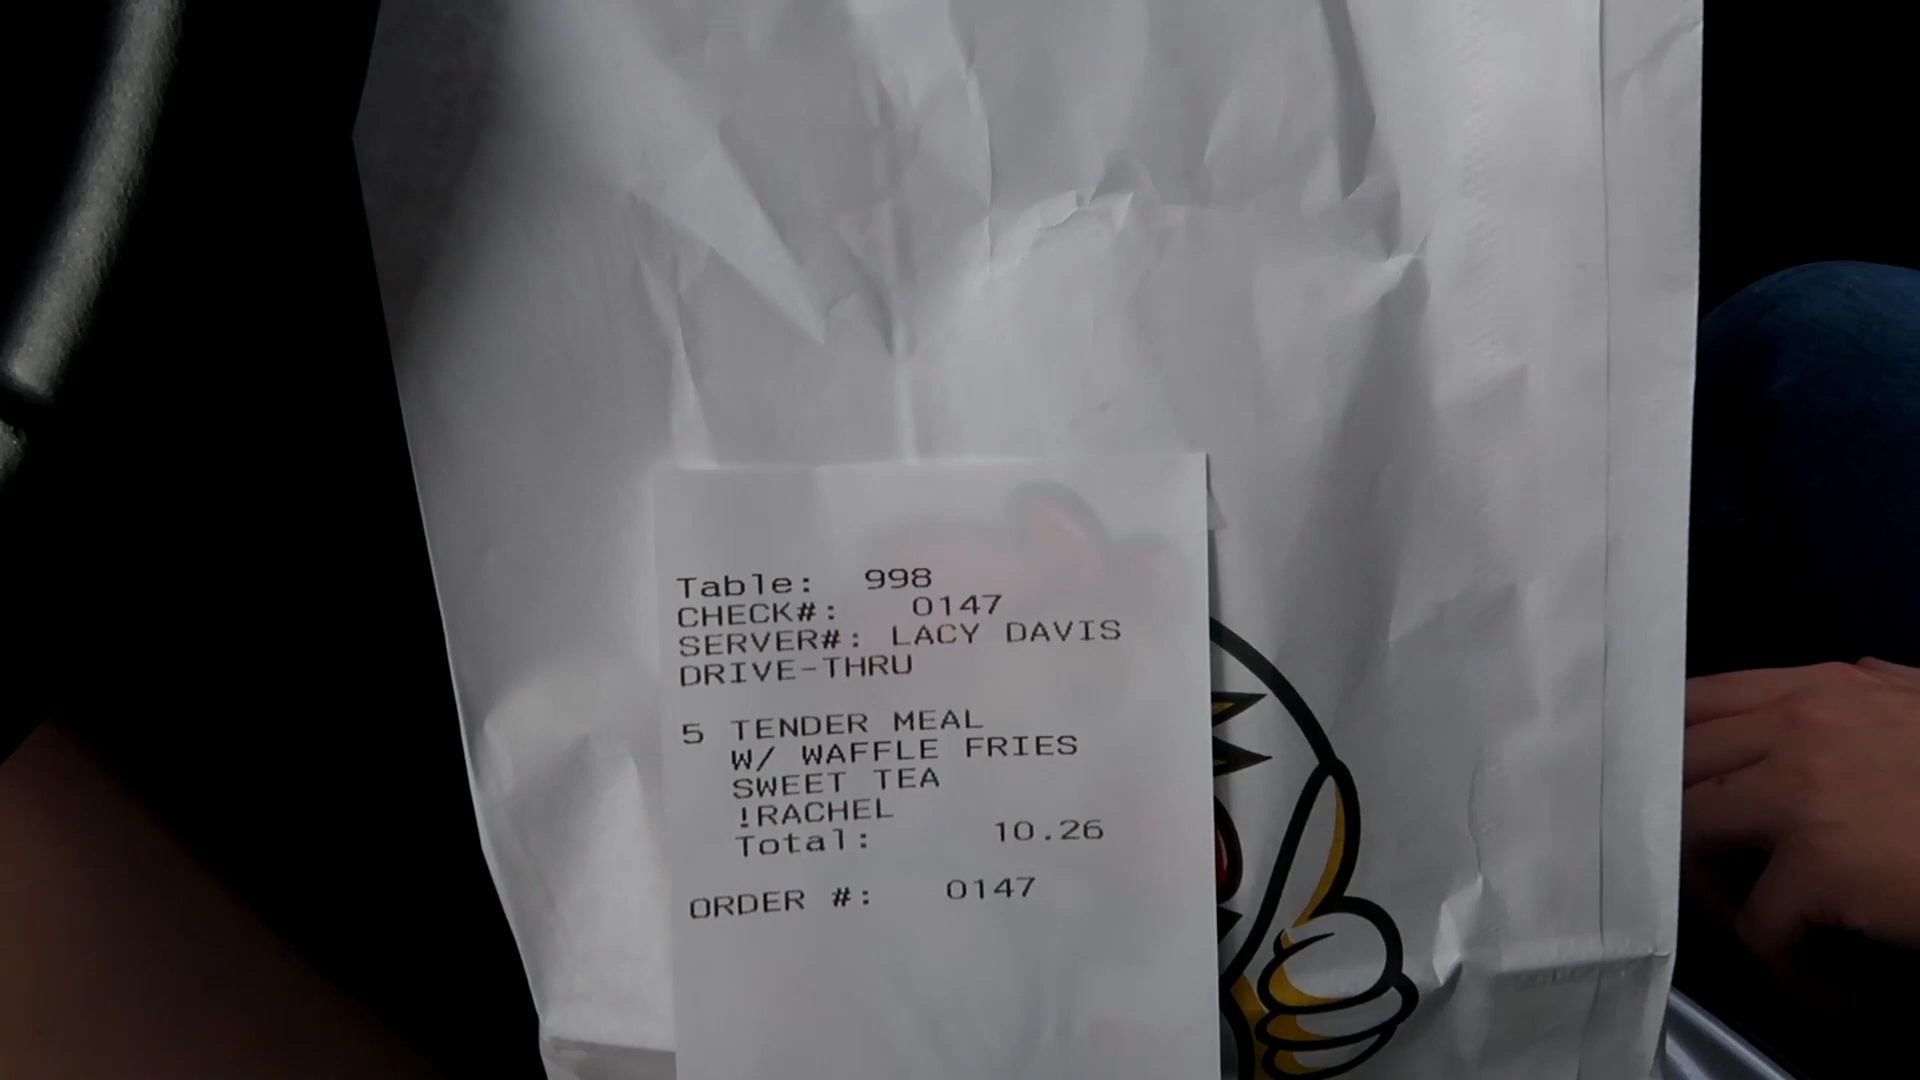 Table: 998
CHECK#: 0147
SERVER#: LACY DAVIS
DRIVE-THRU
5 TENDER MEAL
W/ WAFFLE FRIES
SWEET TEA
!RACHEL
Total: 10.26
ORDER #: 0147